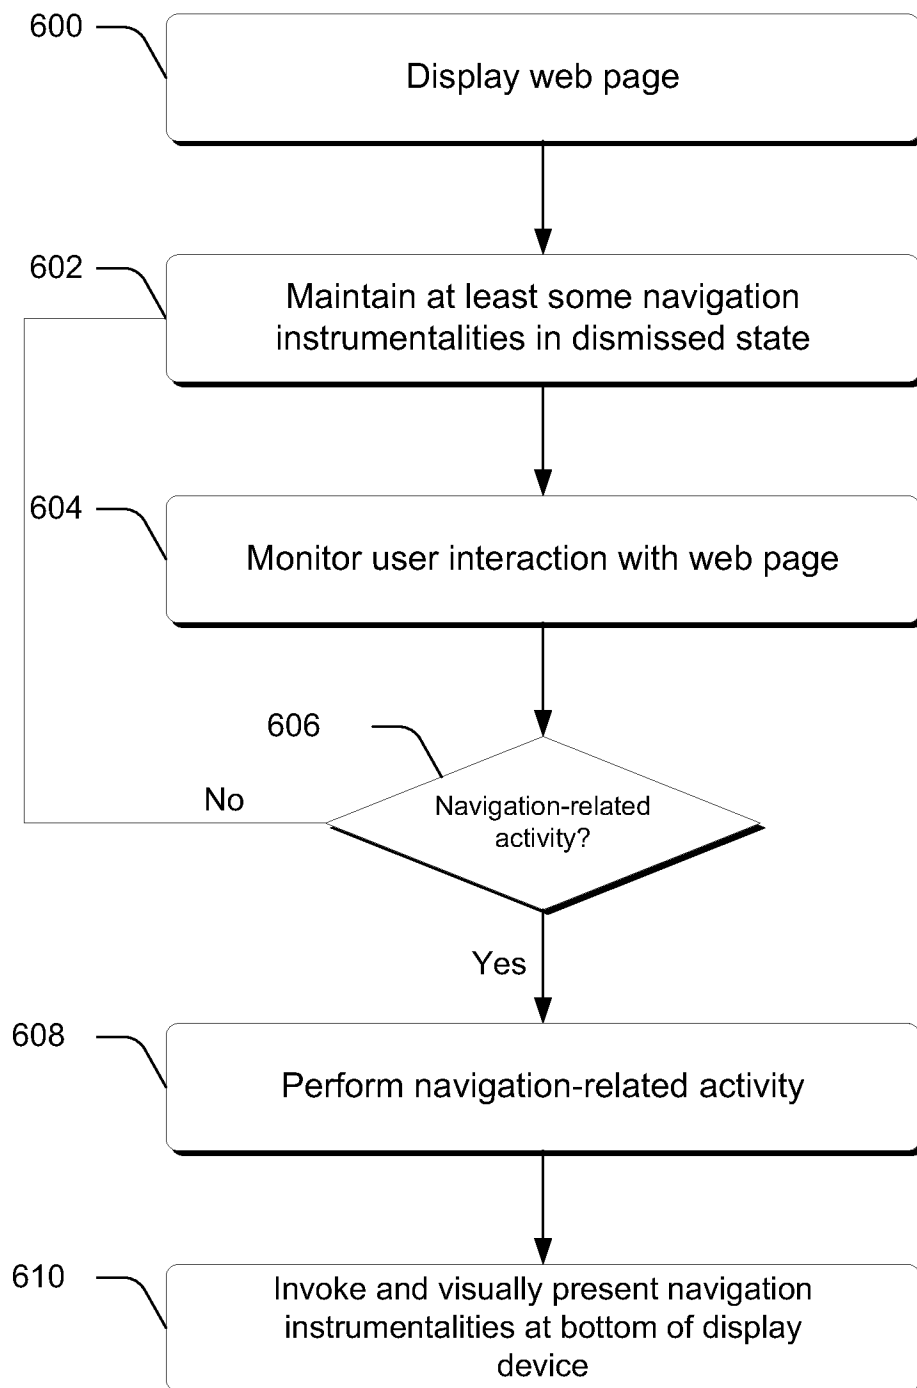 600
Display web page
602
Maintain at least some navigation
instrumentalities in dismissed state
604
Monitor user interaction with web page
606
Navigation-related
activity?
No
Yes
608
Perform navigation-related activity
610
Invoke and visually present navigation
instrumentalities at bottom of display
device